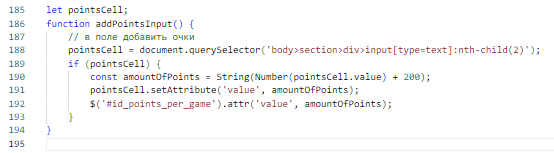 185 let pointsCell;
186 function addPointsInput() {
187 // в поле добавить очки
188 pointsCell = document.querySelector('body>section>div>input[type=text]:nth-child(2)');
189 if (pointsCell) {
190 const amountOfPoints = String(Number(pointsCell.value) + 200);
191 pointsCell.setAttribute('value', amountOfPoints);
192 $('#id_points_per_game').attr('value', amountOfPoints);
193 }
194 }
195